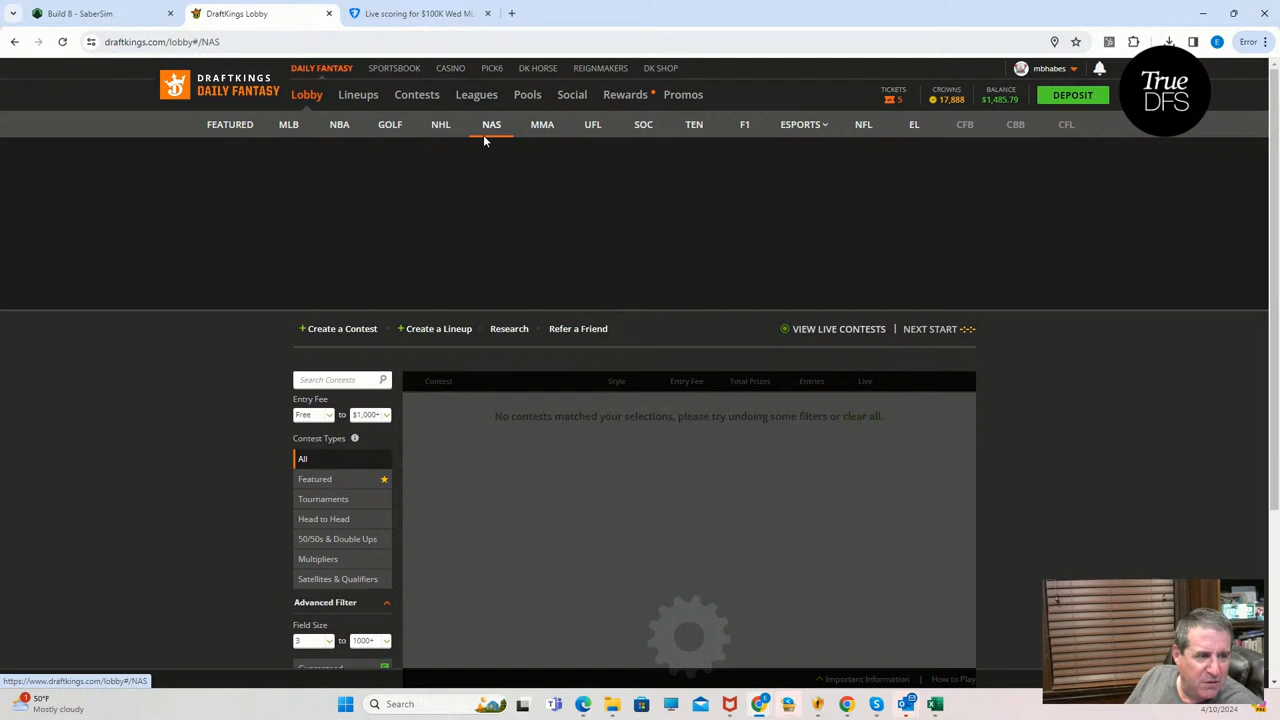 Build 8 - SaberSim
DraftKings Lobby
Live scoring for $100K Wed ML
draftkings.com/lobby#/NAS
Error
DRAFTKINGS
DAILY FANTASY
DAILY FANTASY SPORTSBOOK CASINO PICK6 DK HORSE REIGNMAKERS DK SHOP
mbhabes
Lobby Lineups Contests Leagues Pools Social Rewards Promos
TICKETS
5
CROWNS
17,888
BALANCE
$1,485.79
DEPOSIT
True
DFS
FEATURED MLB NBA GOLF NHL NAS MMA UFL SOC TEN F1 ESPORTS NFL EL CFB CBB CFL
+ Create a Contest + Create a Lineup Research Refer a Friend
VIEW LIVE CONTESTS | NEXT START -:-:-
Search Contests
Contest Style Entry Fee Total Prizes Entries Live
Entry Fee
Free to $1,000+
No contests matched your selections, please try undoing some filters or clear all.
Contest Types
All
Featured
Tournaments
Head to Head
50/50s & Double Ups
Multipliers
Satellites & Qualifiers
Advanced Filter
Field Size
3 to 1000+
Guaranteed
https://www.draftkings.com/lobby#/NAS
Important Information | How to Play
50°F
Mostly cloudy
Search
4/10/2024